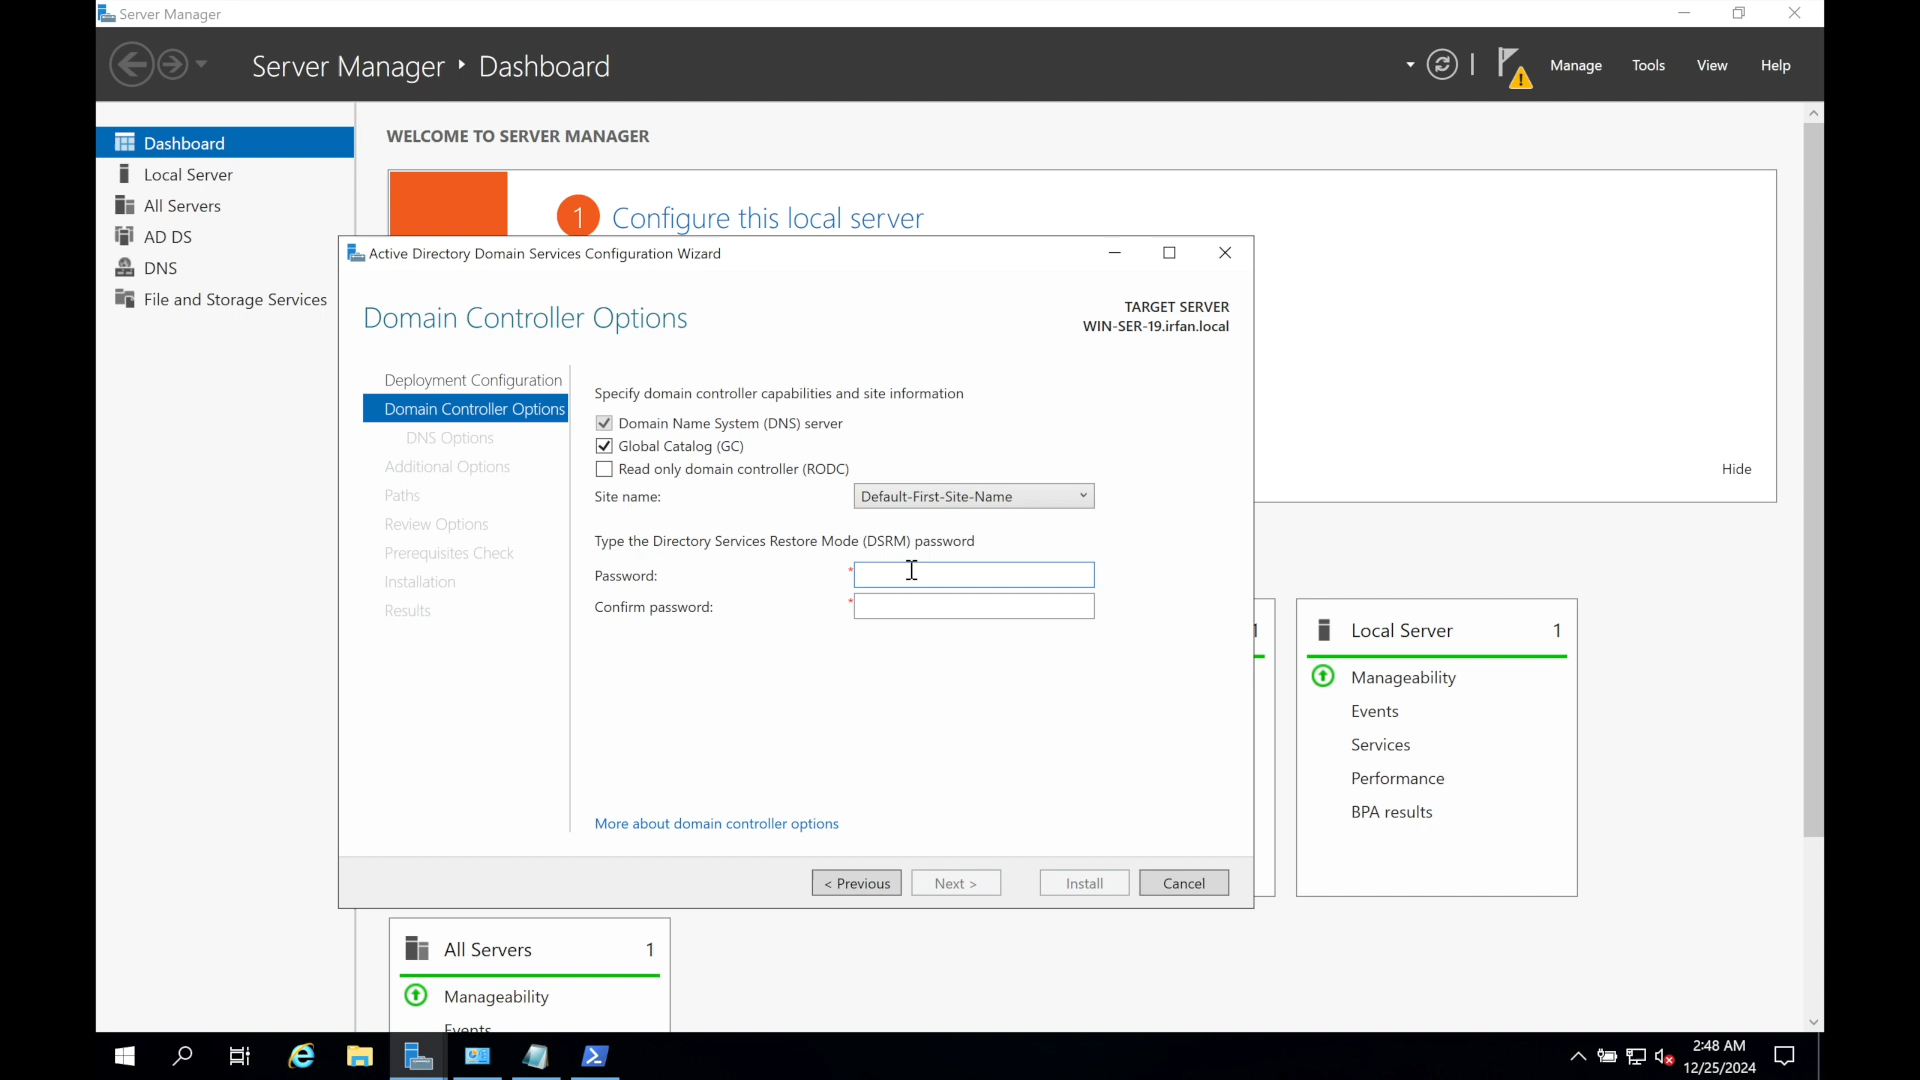 Server Manager
Server Manager ‣ Dashboard
Manage
Tools
View
Help
Dashboard
Local Server
All Servers
AD DS
DNS
File and Storage Services
WELCOME TO SERVER MANAGER
1 Configure this local server
Hide
Active Directory Domain Services Configuration Wizard
Domain Controller Options
TARGET SERVER
WIN-SER-19.irfan.local
Deployment Configuration
Domain Controller Options
DNS Options
Additional Options
Paths
Review Options
Prerequisites Check
Installation
Results
Specify domain controller capabilities and site information
Domain Name System (DNS) server
Global Catalog (GC)
Read only domain controller (RODC)
Site name: Default-First-Site-Name
Type the Directory Services Restore Mode (DSRM) password
Password: *
Confirm password: *
More about domain controller options
< Previous
Next >
Install
Cancel
1
Local Server 1
Manageability
Events
Services
Performance
BPA results
All Servers 1
Manageability
Events
2:48 AM
12/25/2024